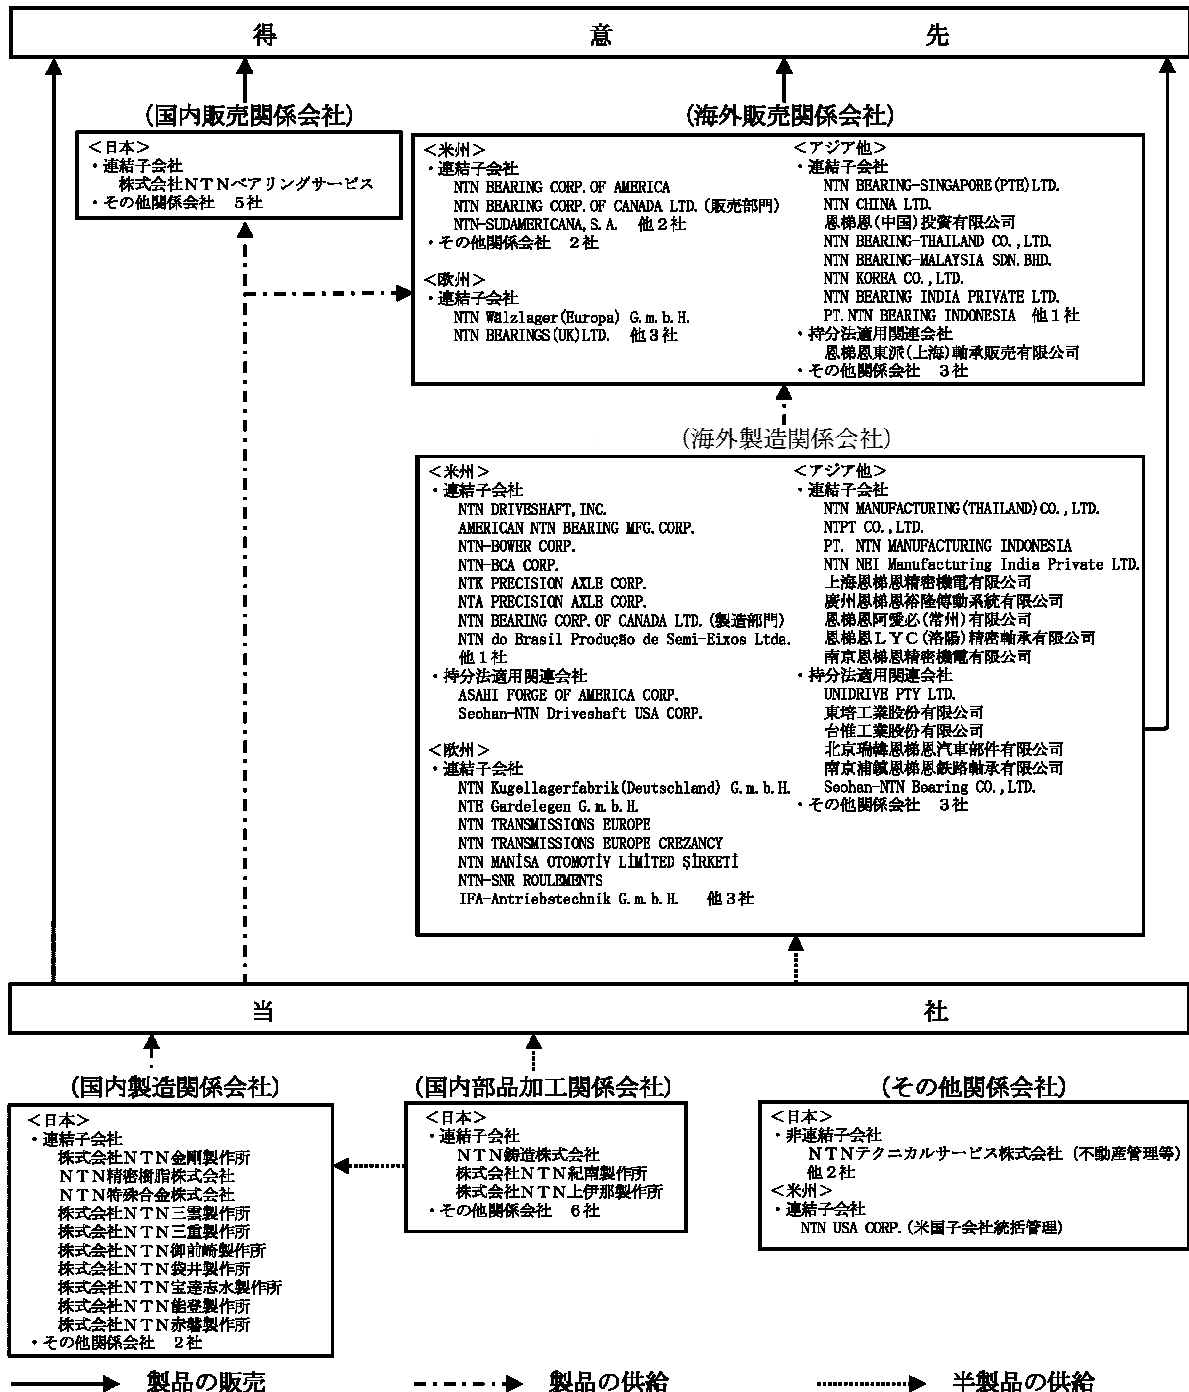 得意先
(国内販売関係会社)
＜日本＞
・連結子会社
株式会社ＮＴＮベアリングサービス
・その他関係会社　５社
(海外販売関係会社)
＜米州＞
・連結子会社
NTN BEARING CORP.OF AMERICA
NTN BEARING CORP.OF CANADA LTD.(販売部門)
NTN-SUDAMERICANA,S.A.　他２社
・その他関係会社　２社
＜欧州＞
・連結子会社
NTN Wälzlager(Europa) G.m.b.H.
NTN BEARINGS(UK)LTD.　他３社
＜アジア他＞
・連結子会社
NTN BEARING-SINGAPORE(PTE)LTD.
NTN CHINA LTD.
恩梯恩(中国)投資有限公司
NTN BEARING-THAILAND CO.,LTD.
NTN BEARING-MALAYSIA SDN.BHD.
NTN KOREA CO.,LTD.
NTN BEARING INDIA PRIVATE LTD.
PT.NTN BEARING INDONESIA　他１社
・持分法適用関連会社
恩梯恩東派(上海)軸承販売有限公司
・その他関係会社　３社
(海外製造関係会社)
＜米州＞
・連結子会社
NTN DRIVESHAFT,INC.
AMERICAN NTN BEARING MFG.CORP.
NTN-BOWER CORP.
NTN-BCA CORP.
NTK PRECISION AXLE CORP.
NTA PRECISION AXLE CORP.
NTN BEARING CORP.OF CANADA LTD.(製造部門)
NTN do Brasil Produção de Semi-Eixos Ltda.
他１社
・持分法適用関連会社
ASAHI FORGE OF AMERICA CORP.
Seohan-NTN Driveshaft USA CORP.
＜欧州＞
・連結子会社
NTN Kugellagerfabrik(Deutschland) G.m.b.H.
NTE Gardelegen G.m.b.H.
NTN TRANSMISSIONS EUROPE
NTN TRANSMISSIONS EUROPE CREZANCY
NTN MANİSA OTOMOTİV LİMİTED ŞİRKETİ
NTN-SNR ROULEMENTS
IFA-Antriebstechnik G.m.b.H.　他３社
＜アジア他＞
・連結子会社
NTN MANUFACTURING(THAILAND)CO.,LTD.
NTPT CO.,LTD.
PT. NTN MANUFACTURING INDONESIA
NTN NEI Manufacturing India Private LTD.
上海恩梯恩精密機電有限公司
廣州恩梯恩裕隆傳動系統有限公司
恩梯恩阿愛必(常州)有限公司
恩梯恩ＬＹＣ(洛陽)精密軸承有限公司
南京恩梯恩精密機電有限公司
・持分法適用関連会社
UNIDRIVE PTY LTD.
東培工業股份有限公司
台惟工業股份有限公司
北京瑞韓恩梯恩汽車部件有限公司
南京浦鎮恩梯恩鉄路軸承有限公司
Seohan-NTN Bearing CO.,LTD.
・その他関係会社　３社
当社
(国内製造関係会社)
＜日本＞
・連結子会社
株式会社ＮＴＮ金剛製作所
ＮＴＮ精密樹脂株式会社
ＮＴＮ特殊合金株式会社
株式会社ＮＴＮ三雲製作所
株式会社ＮＴＮ三重製作所
株式会社ＮＴＮ御前崎製作所
株式会社ＮＴＮ袋井製作所
株式会社ＮＴＮ宝達志水製作所
株式会社ＮＴＮ能登製作所
株式会社ＮＴＮ赤磐製作所
・その他関係会社　２社
(国内部品加工関係会社)
＜日本＞
・連結子会社
ＮＴＮ鋳造株式会社
株式会社ＮＴＮ紀南製作所
株式会社ＮＴＮ上伊那製作所
・その他関係会社　６社
(その他関係会社)
＜日本＞
・非連結子会社
ＮＴＮテクニカルサービス株式会社（不動産管理等)
他２社
＜米州＞
・連結子会社
NTN USA CORP.(米国子会社統括管理)
製品の販売
製品の供給
半製品の供給